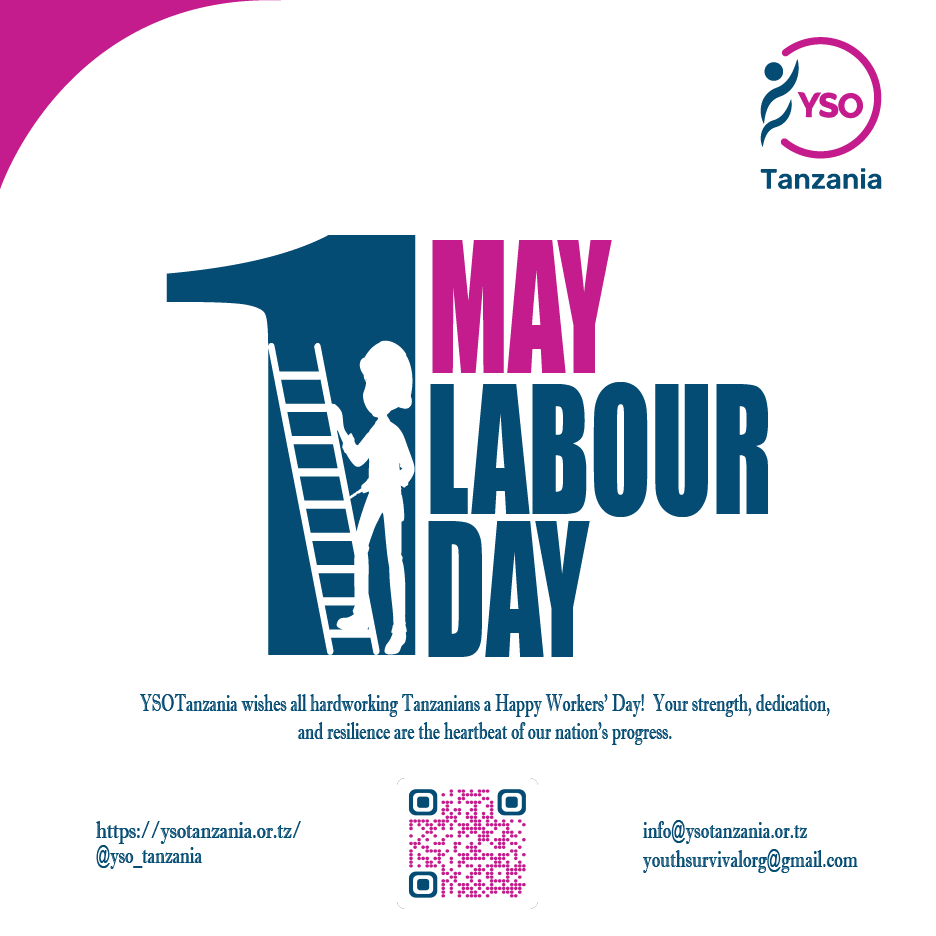 YSO
Tanzania
1 MAY
LABOUR
DAY
YSOTanzania wishes all hardworking Tanzanians a Happy Workers’ Day! Your strength, dedication,
and resilience are the heartbeat of our nation’s progress.
https://ysotanzania.or.tz/
@yso_tanzania
info@ysotanzania.or.tz
youthsurvivalorg@gmail.com